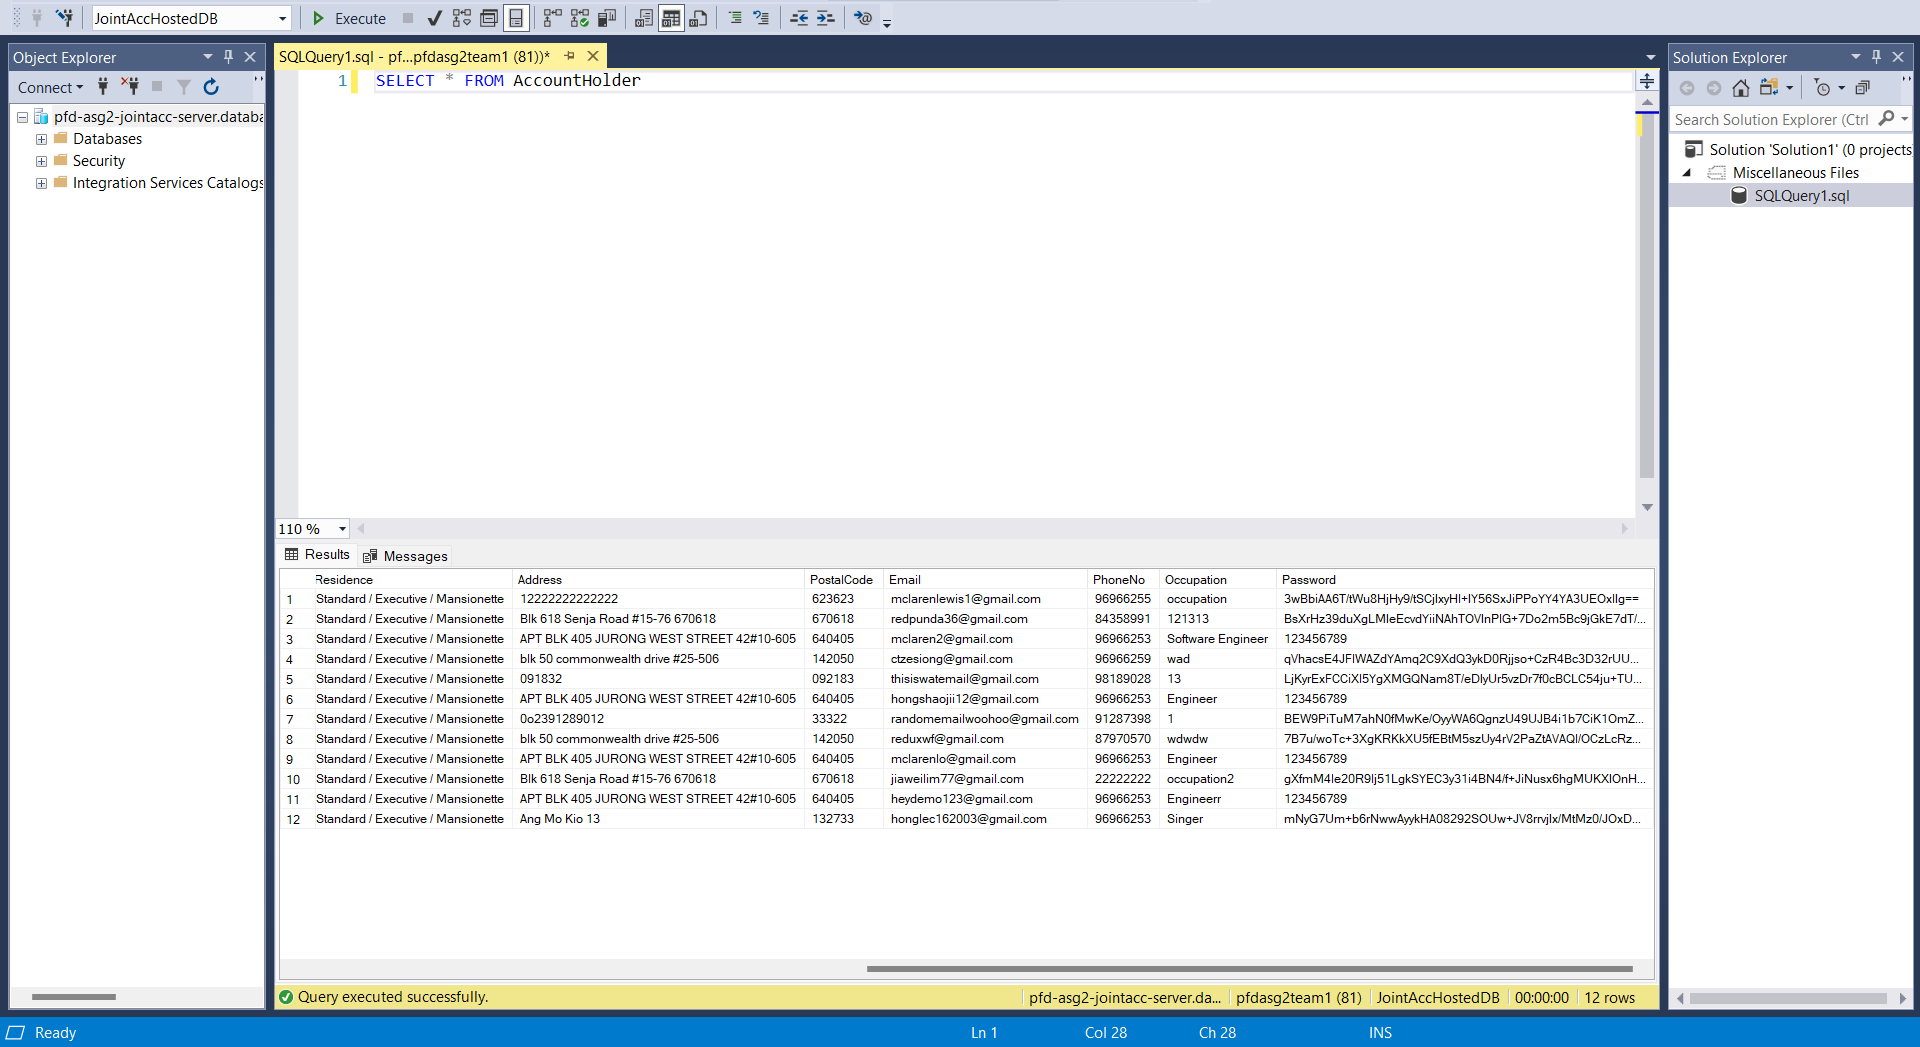 JointAccHostedDB
Execute
Object Explorer
Connect
pfd-asg2-jointacc-server.databa
Databases
Security
Integration Services Catalogs
SQLQuery1.sql - pf...pfdasg2team1 (81))*
1 SELECT * FROM AccountHolder
110 %
Results Messages
Residence Address PostalCode Email PhoneNo Occupation Password
1 Standard / Executive / Mansionette 12222222222222 623623 mclarenlewis1@gmail.com 96966255 occupation 3wBbiAA6T/tWu8HjHy9/tSCjlxyHI+IY56SxJiPPoYY4YA3UEOxIlg==
2 Standard / Executive / Mansionette Blk 618 Senja Road #15-76 670618 670618 redpunda36@gmail.com 84358991 121313 BsXrHz39duXgLMIeEcvdYiiNAhTOVlnPlG+7Do2m5Bc9jGkE7dT/...
3 Standard / Executive / Mansionette APT BLK 405 JURONG WEST STREET 42#10-605 640405 mclaren2@gmail.com 96966253 Software Engineer 123456789
4 Standard / Executive / Mansionette blk 50 commonwealth drive #25-506 142050 ctzesiong@gmail.com 96966259 wad qVhacsE4JFIWAZdYAmq2C9XdQ3ykD0Rjjso+CzR4Bc3D32rUU...
5 Standard / Executive / Mansionette 091832 092183 thisiswatemail@gmail.com 98189028 13 LjKyrExFCCiXI5YgXMGQNam8T/eDlyUr5vzDr7f0cBCLC54ju+TU...
6 Standard / Executive / Mansionette APT BLK 405 JURONG WEST STREET 42#10-605 640405 hongshaojii12@gmail.com 96966253 Engineer 123456789
7 Standard / Executive / Mansionette 0o2391289012 33322 randomemailwoohoo@gmail.com 91287398 1 BEW9PiTuM7ahN0fMwKe/OyyWA6QgnzU49UJB4i1b7CiK1OmZ...
8 Standard / Executive / Mansionette blk 50 commonwealth drive #25-506 142050 reduxwf@gmail.com 87970570 wdwdw 7B7u/woTc+3XgKRKkXU5fEBtM5szUy4rV2PaZtAVAQI/OCzLcRz...
9 Standard / Executive / Mansionette APT BLK 405 JURONG WEST STREET 42#10-605 640405 mclarenlo@gmail.com 96966253 Engineer 123456789
10 Standard / Executive / Mansionette Blk 618 Senja Road #15-76 670618 670618 jiaweilim77@gmail.com 22222222 occupation2 gXfmM4le20R9Ij51LgkSYEC3y31i4BN4/f+JiNusx6hgMUKXIOnH...
11 Standard / Executive / Mansionette APT BLK 405 JURONG WEST STREET 42#10-605 640405 heydemo123@gmail.com 96966253 Engineerr 123456789
12 Standard / Executive / Mansionette Ang Mo Kio 13 132733 honglec162003@gmail.com 96966253 Singer mNyG7Um+b6rNwwAyykHA08292SOUw+JV8rrvjlx/MtMz0/JOxD...
Query executed successfully.
pfd-asg2-jointacc-server.da... pfdasg2team1 (81) JointAccHostedDB 00:00:00 12 rows
Solution Explorer
Search Solution Explorer (Ctrl
Solution 'Solution1' (0 projects
Miscellaneous Files
SQLQuery1.sql
Ready Ln 1 Col 28 Ch 28 INS